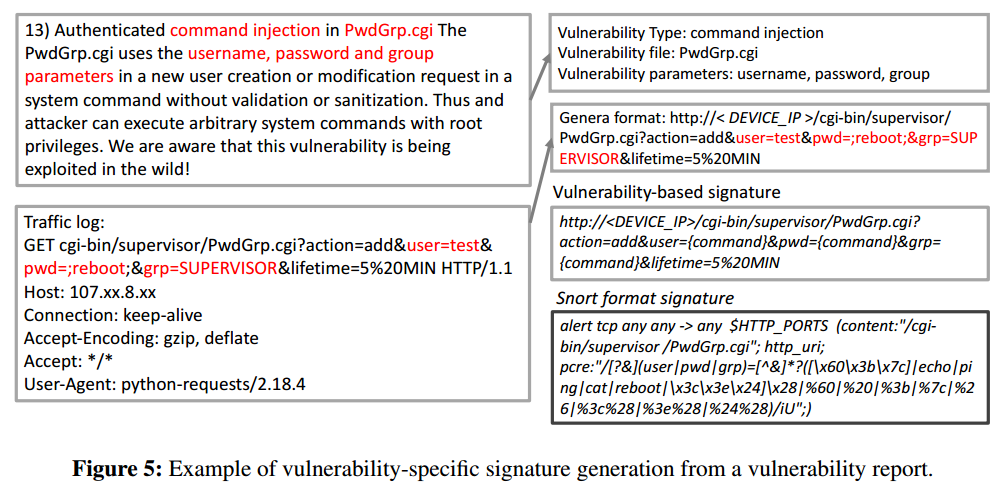 13) Authenticated command injection in PwdGrp.cgi The
PwdGrp.cgi uses the username, password and group
parameters in a new user creation or modification request in a
system command without validation or sanitization. Thus and
attacker can execute arbitrary system commands with root
privileges. We are aware that this vulnerability is being
exploited in the wild!
Traffic log:
GET cgi-bin/supervisor/PwdGrp.cgi?action=add&user=test&
pwd=;reboot;&grp=SUPERVISOR&lifetime=5%20MIN HTTP/1.1
Host: 107.xx.8.xx
Connection: keep-alive
Accept-Encoding: gzip, deflate
Accept: */*
User-Agent: python-requests/2.18.4
Vulnerability Type: command injection
Vulnerability file: PwdGrp.cgi
Vulnerability parameters: username, password, group
Genera format: http://< DEVICE_IP >/cgi-bin/supervisor/
PwdGrp.cgi?action=add&user=test&pwd=;reboot;&grp=SUP
ERVISOR&lifetime=5%20MIN
Vulnerability-based signature
http://<DEVICE_IP>/cgi-bin/supervisor/PwdGrp.cgi?
action=add&user={command}&pwd={command}&grp=
{command}&lifetime=5%20MIN
Snort format signature
alert tcp any any -> any $HTTP_PORTS (content:"/cgi-
bin/supervisor /PwdGrp.cgi"; http_uri;
pcre:"/[?&](user|pwd|grp)=[^&]*?([\x60\x3b\x7c]|echo|pi
ng|cat|reboot|\x3c\x3e\x24]\x28|%60|%20|%3b|%7c|%2
6|%3c%28|%3e%28|%24%28)/iU";)
Figure 5: Example of vulnerability-specific signature generation from a vulnerability report.